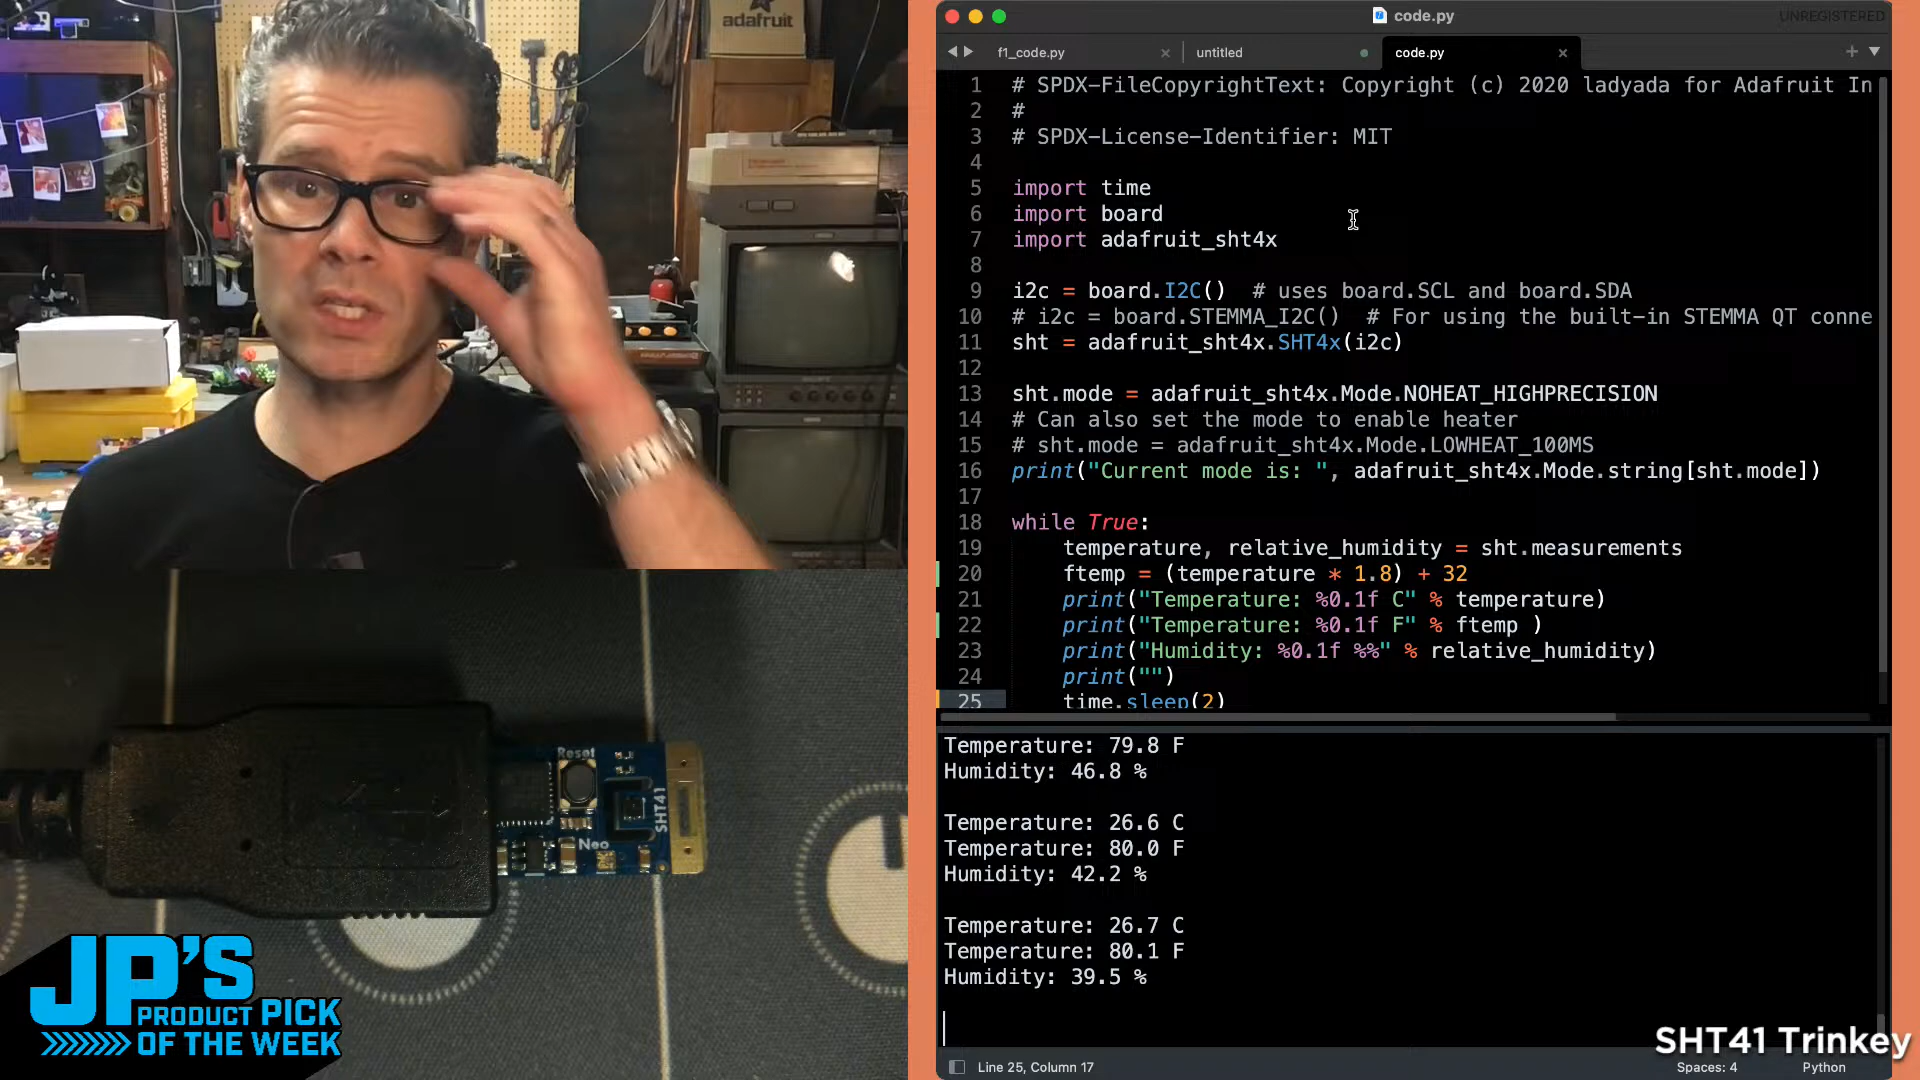 adafruit
code.py
UNREGISTERED
f1_code.py
untitled
code.py
1 # SPDX-FileCopyrightText: Copyright (c) 2020 ladyada for Adafruit In
2 #
3 # SPDX-License-Identifier: MIT
4
5 import time
6 import board
7 import adafruit_sht4x
8
9 i2c = board.I2C()  # uses board.SCL and board.SDA
10 # i2c = board.STEMMA_I2C()  # For using the built-in STEMMA QT conne
11 sht = adafruit_sht4x.SHT4x(i2c)
12
13 sht.mode = adafruit_sht4x.Mode.NOHEAT_HIGHPRECISION
14 # Can also set the mode to enable heater
15 # sht.mode = adafruit_sht4x.Mode.LOWHEAT_100MS
16 print("Current mode is: ", adafruit_sht4x.Mode.string[sht.mode])
17
18 while True:
19     temperature, relative_humidity = sht.measurements
20     ftemp = (temperature * 1.8) + 32
21     print("Temperature: %0.1f C" % temperature)
22     print("Temperature: %0.1f F" % ftemp )
23     print("Humidity: %0.1f %%" % relative_humidity)
24     print("")
25     time.sleep(2)
Temperature: 79.8 F
Humidity: 46.8 %
Temperature: 26.6 C
Temperature: 80.0 F
Humidity: 42.2 %
Temperature: 26.7 C
Temperature: 80.1 F
Humidity: 39.5 %
Line 25, Column 17
Spaces: 4
Python
Reset
SHT41
Neo
JP'S
PRODUCT PICK
OF THE WEEK
SHT41 Trinkey